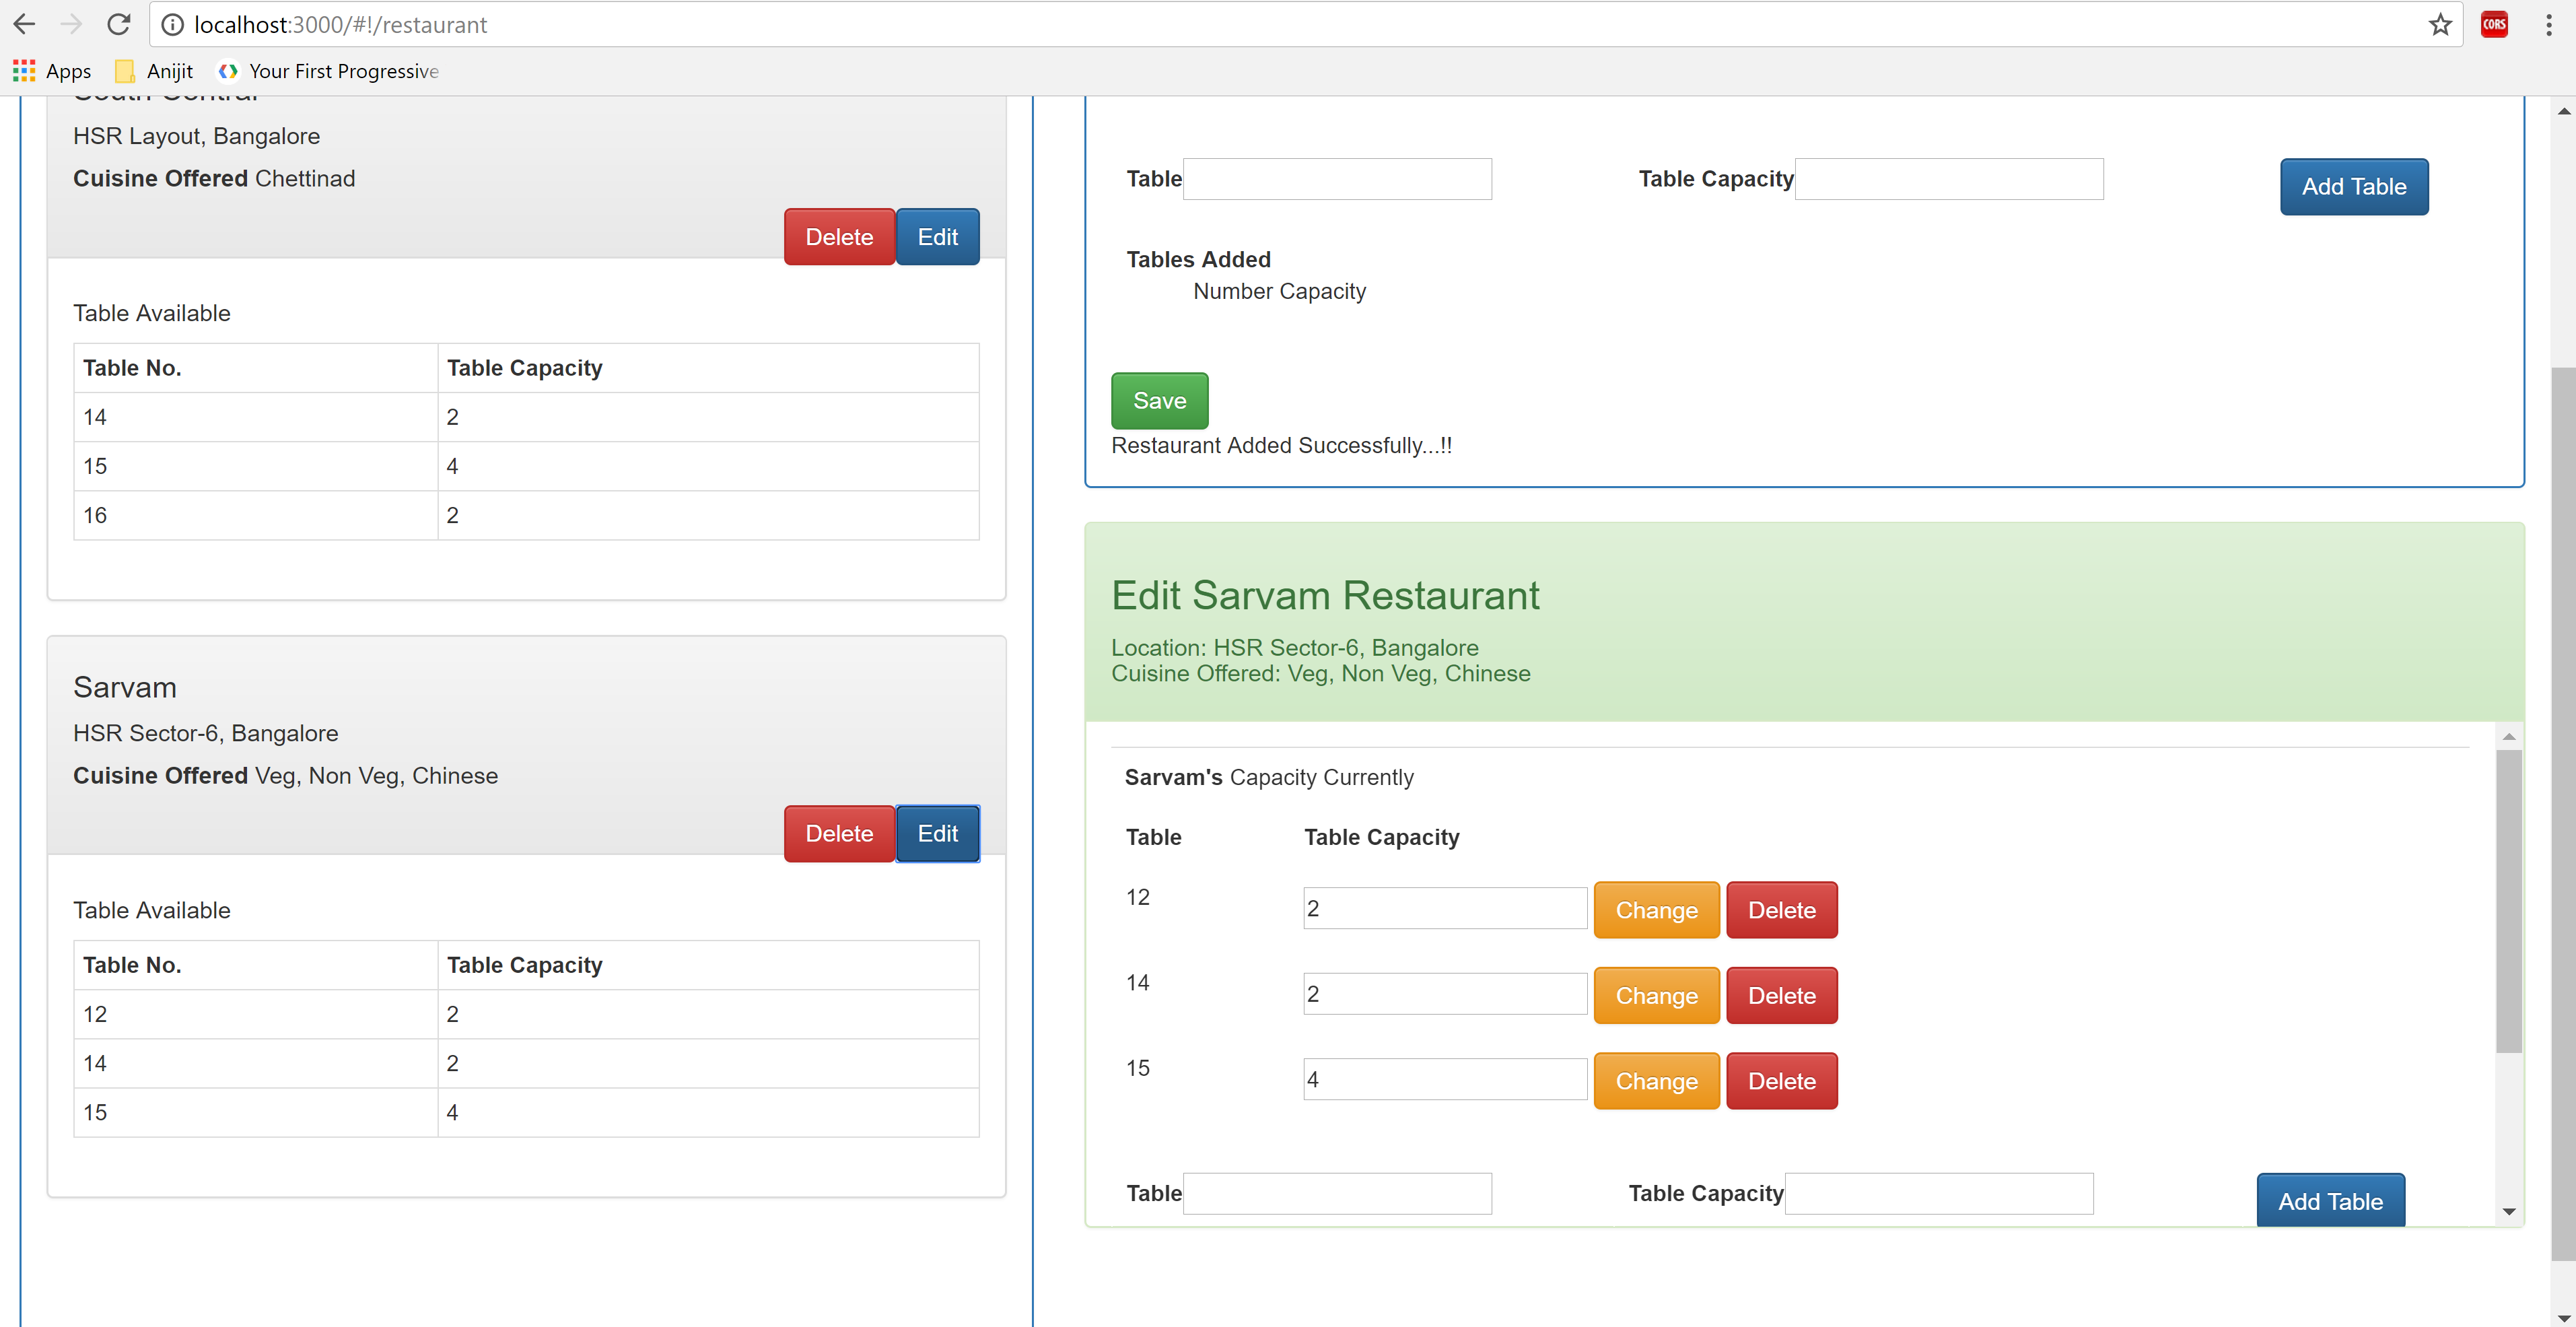 localhost:3000/#!/restaurant
CORS
Apps Anijit Your First Progressive
South Central
HSR Layout, Bangalore
Cuisine Offered Chettinad
Delete Edit
Table Available
Table No. Table Capacity
14 2
15 4
16 2
Sarvam
HSR Sector-6, Bangalore
Cuisine Offered Veg, Non Veg, Chinese
Delete Edit
Table Available
Table No. Table Capacity
12 2
14 2
15 4
Table Table Capacity Add Table
Tables Added
Number Capacity
Save
Restaurant Added Successfully...!!
Edit Sarvam Restaurant
Location: HSR Sector-6, Bangalore
Cuisine Offered: Veg, Non Veg, Chinese
Sarvam's Capacity Currently
Table Table Capacity
12 2 Change Delete
14 2 Change Delete
15 4 Change Delete
Table Table Capacity Add Table